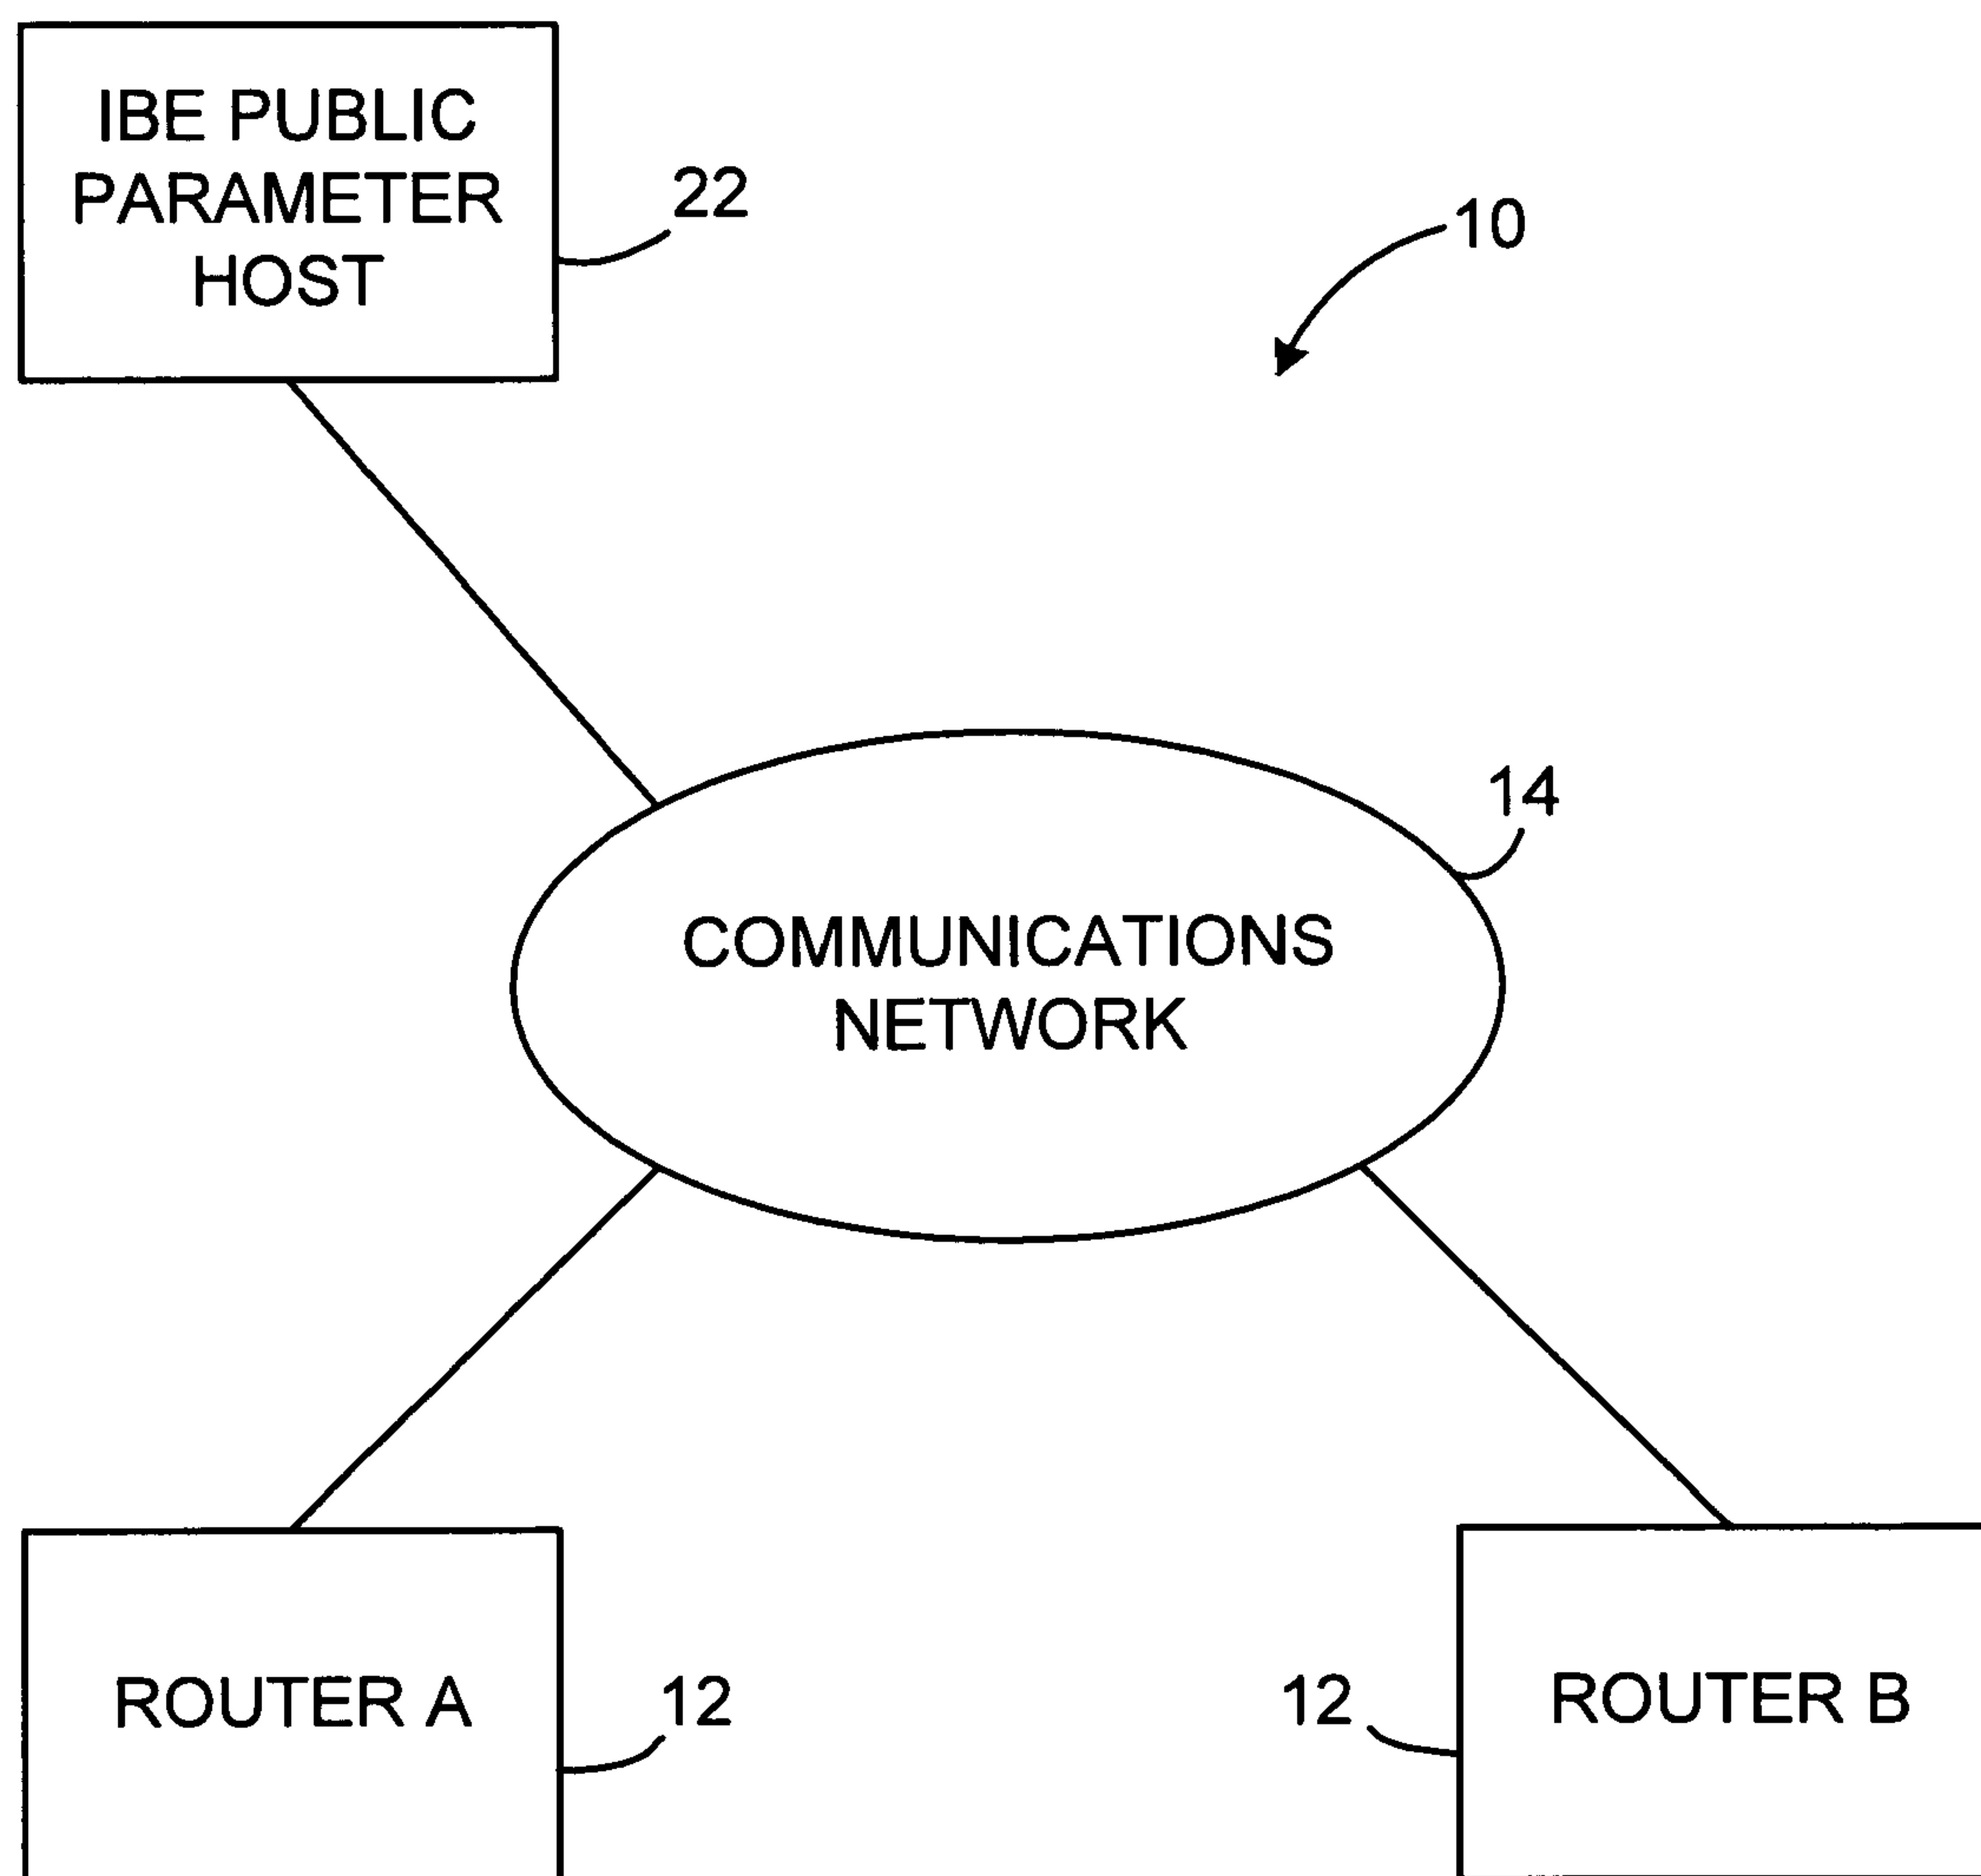 IBE PUBLIC
PARAMETER
HOST
22
10
14
COMMUNICATIONS
NETWORK
ROUTER A
12
12
ROUTER B